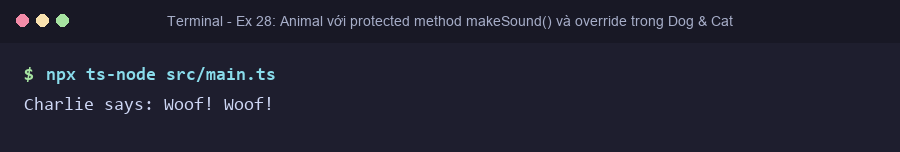 Terminal - Ex 28: Animal với protected method makeSound() và override trong Dog & Cat
$ npx ts-node src/main.ts
Charlie says: Woof! Woof!